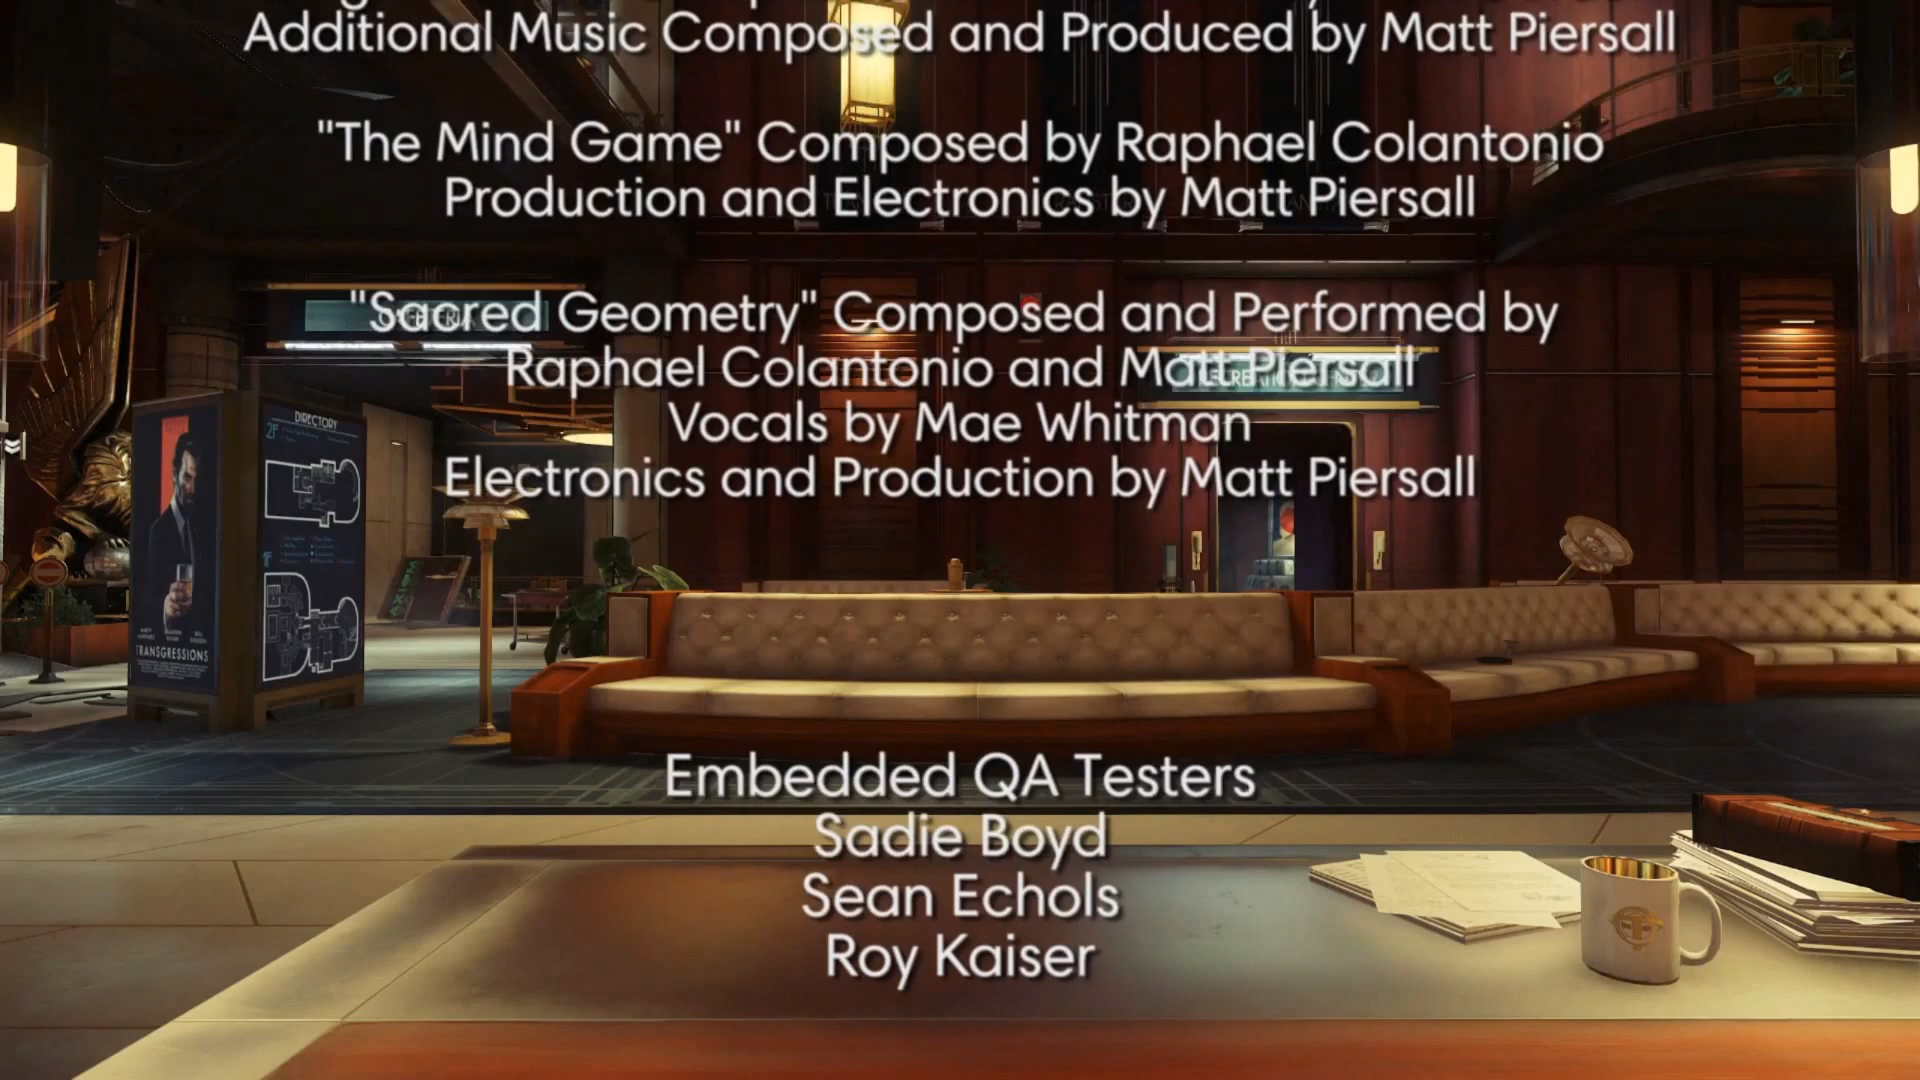 Additional Music Composed and Produced by Matt Piersall
"The Mind Game" Composed by Raphael Colantonio
Production and Electronics by Matt Piersall
"Sacred Geometry" Composed and Performed by
Raphael Colantonio and Matt Piersall
Vocals by Mae Whitman
Electronics and Production by Matt Piersall
DIRECTORY
2F
1F
TRANSGRESSIONS
Embedded QA Testers
Sadie Boyd
Sean Echols
Roy Kaiser